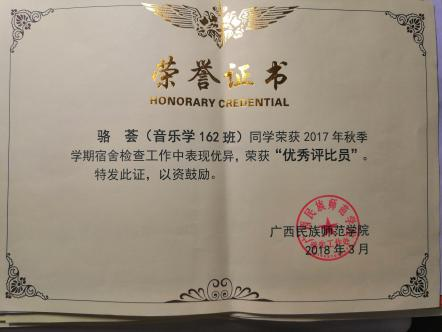 荣誉证书
HONORARY CREDENTIAL
骆 荟（音乐学162班）同学荣获2017年秋季
学期宿舍检查工作中表现优异，荣获“优秀评比员”。
特发此证，以资鼓励。
广西民族师范学院
2018年3月